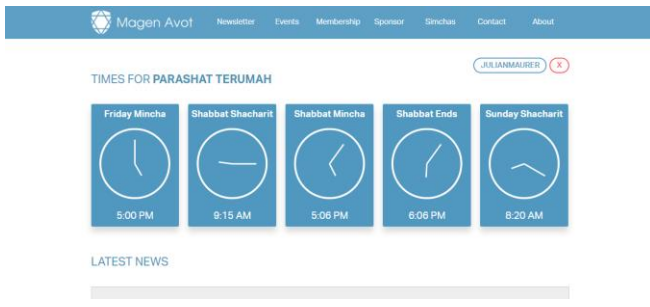 Magen Avot Newsletter Events Membership Sponsor Simchas Contact About
JULIANMAURER X
TIMES FOR PARASHAT TERUMAH
Friday Mincha Shabbat Shacharit Shabbat Mincha Shabbat Ends Sunday Shacharit
5:00 PM 9:15 AM 5:06 PM 6:06 PM 8:20 AM
LATEST NEWS